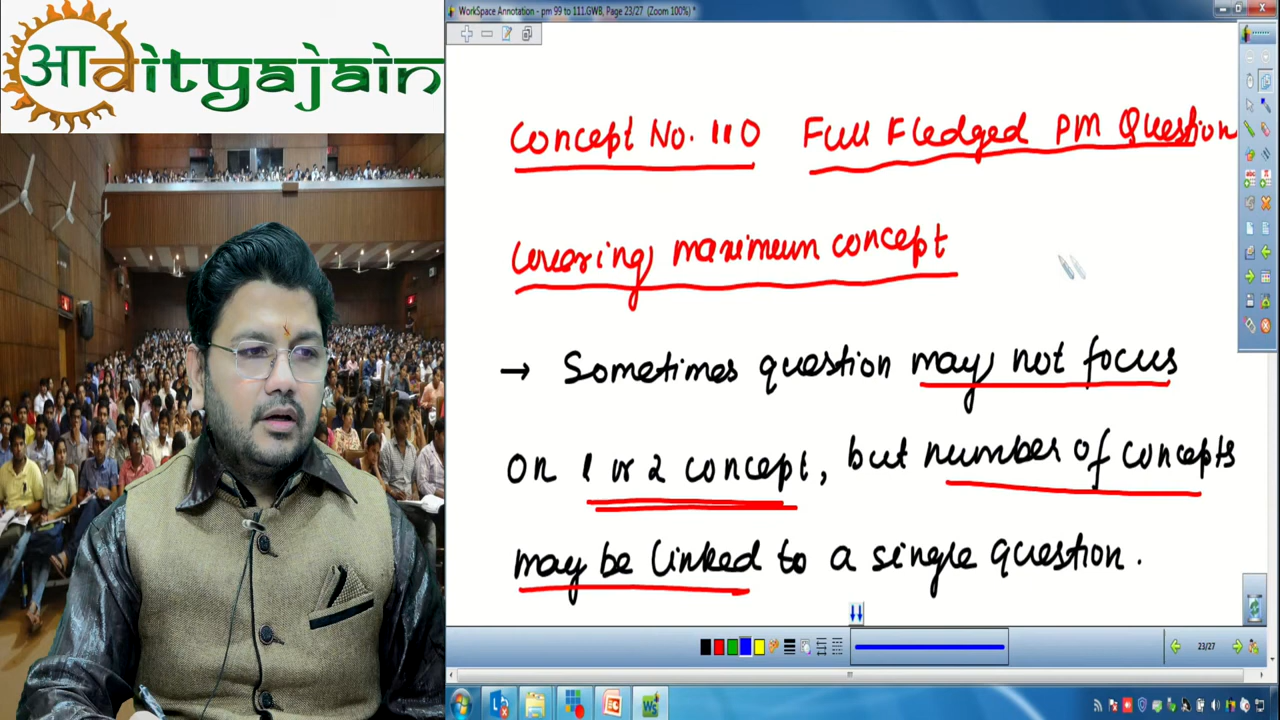 आdityajain
WorkSpace Annotation - pm 99 to 111.GWB, Page 23/27 (Zoom 100%) *
Concept No. 110 Full Fledged PM Question
Covering maximum concept
→ Sometimes question may not focus
on 1 or 2 concept, but number of concepts
may be linked to a single question.
23/27